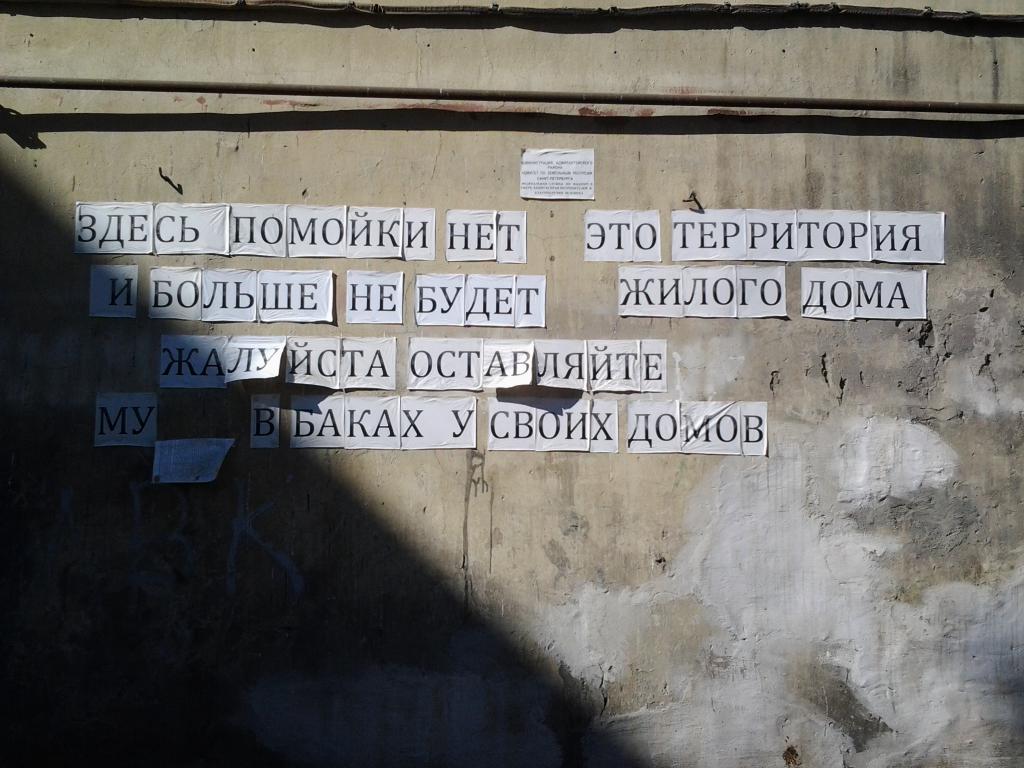 ЗДЕСЬ ПОМОЙКИ НЕТ
И БОЛЬШЕ НЕ БУДЕТ
ЭТО ТЕРРИТОРИЯ
ЖИЛОГО ДОМА
ЖАЛУЙСТА ОСТАВЛЯЙТЕ
МУ В БАКАХ У СВОИХ ДОМОВ